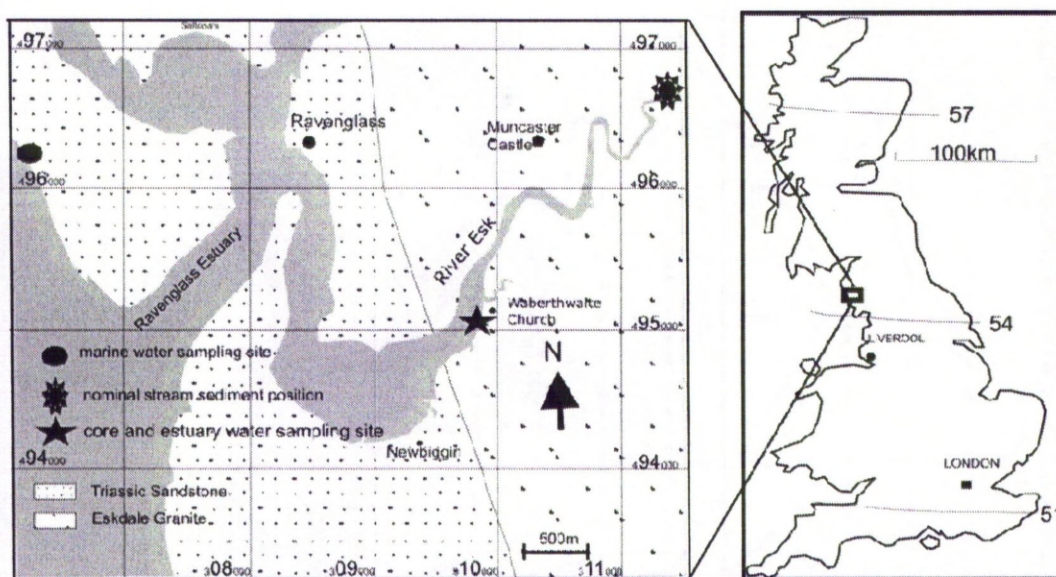 497000
497000
Ravenglass
Muncaster
Castle
496000
496000
River Esk
Ravenglass Estuary
Waberthwaite
Church
495000
495000
marine water sampling site
N
nominal stream sediment position
core and estuary water sampling site
Newbiggin
494000
494000
Triassic Sandstone
Eskdale Granite
500m
308000
309000
310000
311000
57
100km
54
LIVERPOOL
LONDON
51